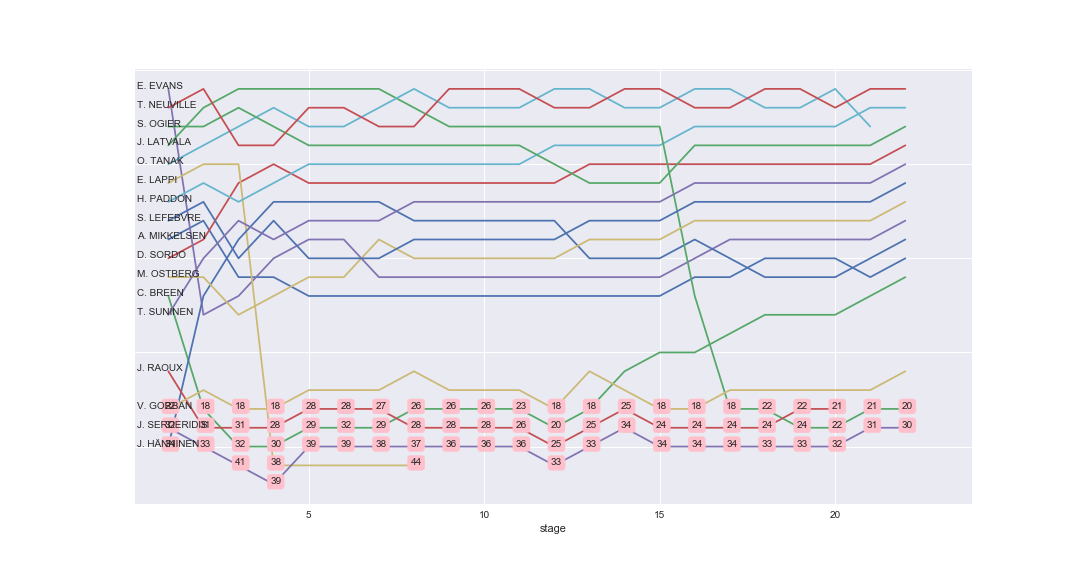 E. EVANS
T. NEUVILLE
S. OGIER
J. LATVALA
O. TANAK
E. LAPPI
H. PADDON
S. LEFEBVRE
A. MIKKELSEN
D. SORDO
M. OSTBERG
C. BREEN
T. SUNINEN
J. RAOUX
V. GORBAN 18 18 18 28 28 27 26 26 26 23 18 18 25 18 18 18 22 22 21 21 20
J. SERDERIDIS 31 28 29 32 29 28 28 28 26 20 25 34 24 24 24 24 24 22 31 30
J. HÄNNINEN 33 32 30 39 39 38 37 36 36 36 25 33 34 34 34 33 33 32
41 38 44
39
5 10 15 20
stage